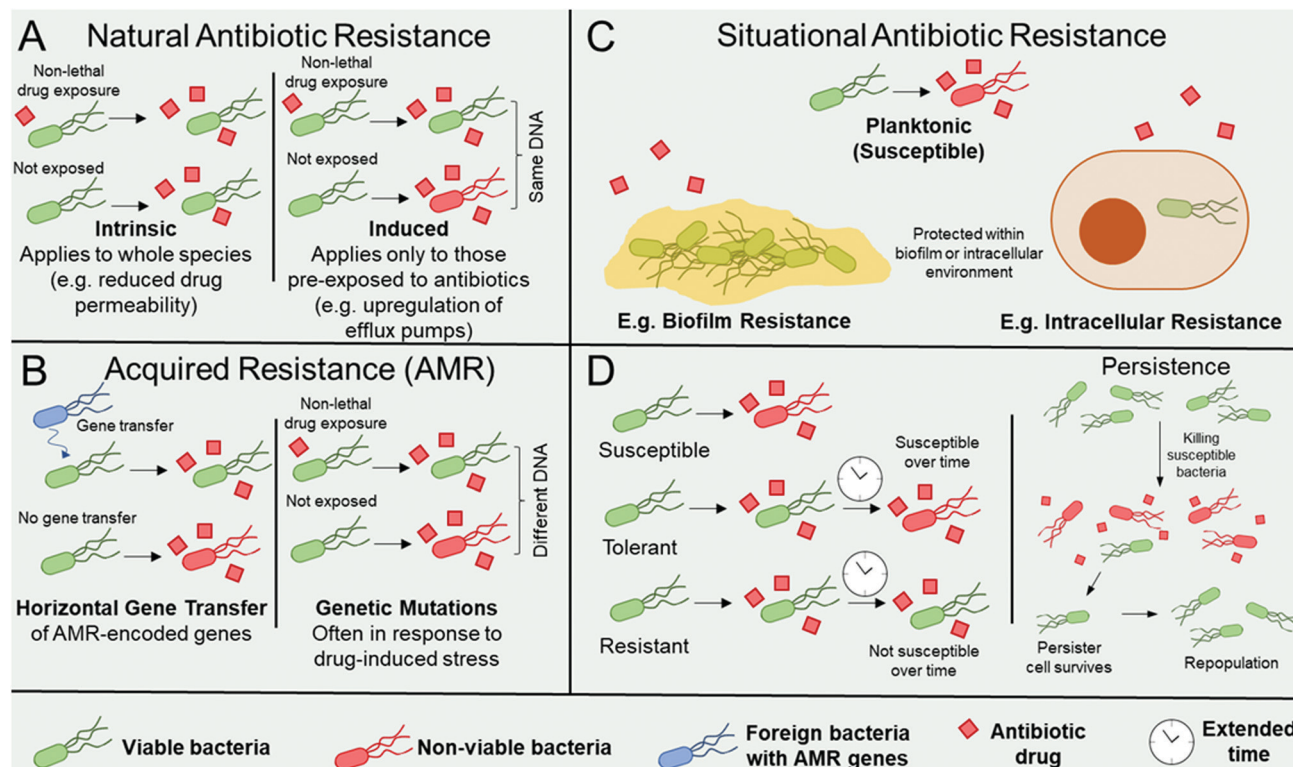 A
Natural Antibiotic Resistance
Non-lethal
drug exposure
Not exposed
Intrinsic
Applies to whole species
(e.g. reduced drug
permeability)
Non-lethal
drug exposure
Not exposed
Same DNA
Induced
Applies only to those
pre-exposed to antibiotics
(e.g. upregulation of
efflux pumps)
B
Acquired Resistance (AMR)
Gene transfer
No gene transfer
Horizontal Gene Transfer
of AMR-encoded genes
Non-lethal
drug exposure
Not exposed
Different DNA
Genetic Mutations
Often in response to
drug-induced stress
C
Situational Antibiotic Resistance
Planktonic
(Susceptible)
Protected within
biofilm or intracellular
environment
E.g. Biofilm Resistance
E.g. Intracellular Resistance
D
Susceptible
Tolerant
Susceptible
over time
Resistant
Not susceptible
over time
Persistence
Killing
susceptible
bacteria
Persister
cell survives
Repopulation
Viable bacteria
Non-viable bacteria
Foreign bacteria
with AMR genes
Antibiotic
drug
Extended
time